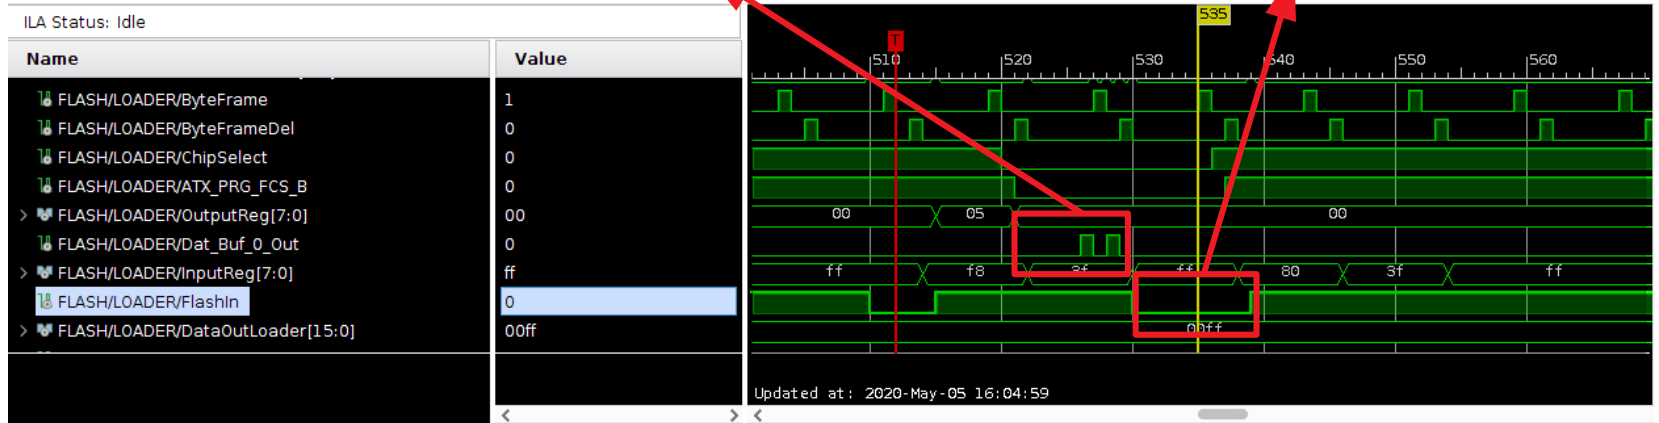 ILA Status: Idle
535
T
Name Value
510 520 530 540 550 560
FLASH/LOADER/ByteFrame 1
FLASH/LOADER/ByteFrameDel 0
FLASH/LOADER/ChipSelect 0
FLASH/LOADER/ATX_PRG_FCS_B 0
FLASH/LOADER/OutputReg[7:0] 00 00 05 00
FLASH/LOADER/Dat_Buf_0_Out 0
FLASH/LOADER/InputReg[7:0] ff ff f8 3f ff 80 3f ff
FLASH/LOADER/FlashIn 0
FLASH/LOADER/DataOutLoader[15:0] 00ff 00ff
Updated at: 2020-May-05 16:04:59